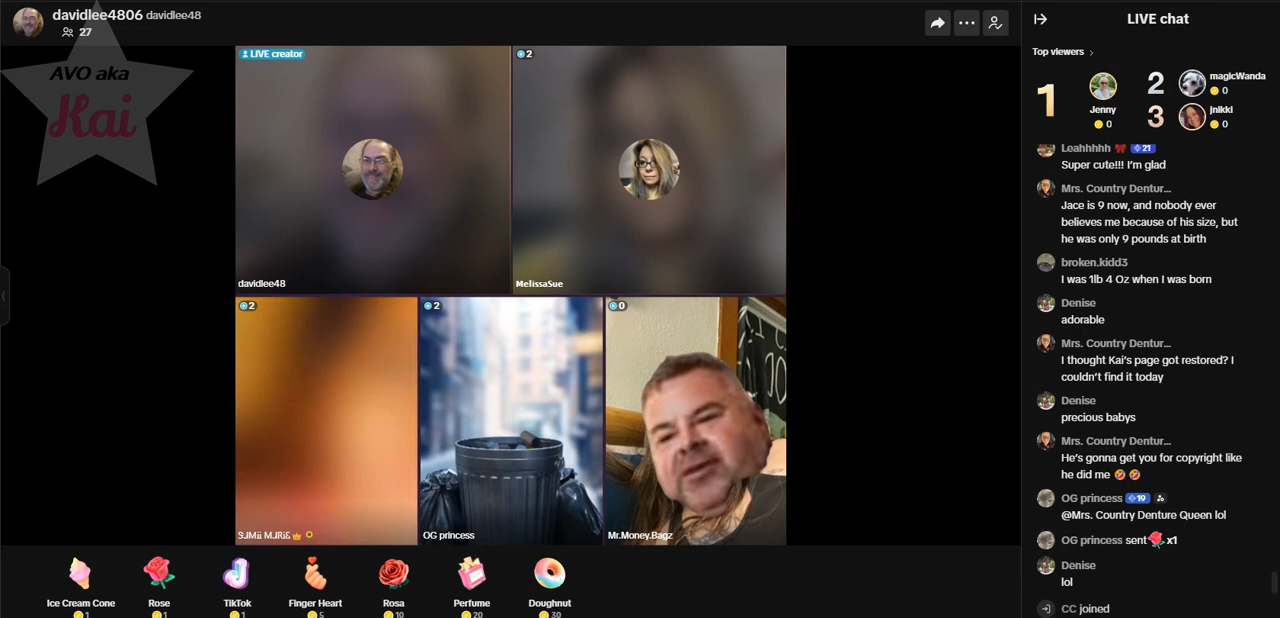 davidlee4806 davidlee48
27
AVO aka
Kai
LIVE creator
2
davidlee48
MelissaSue
2
2
0
OG princess
Mr.Money.Bagz
Ice Cream Cone
1
Rose
1
TikTok
1
Finger Heart
5
Rosa
10
Perfume
20
Doughnut
30
LIVE chat
Top viewers
1
Jenny
0
2
magicWanda
0
3
jnikki
0
Leahhhhh 21
Super cute!!! I'm glad
Mrs. Country Dentur...
Jace is 9 now, and nobody ever
believes me because of his size, but
he was only 9 pounds at birth
broken.kidd3
I was 1lb 4 Oz when I was born
Denise
adorable
Mrs. Country Dentur...
I thought Kai's page got restored? I
couldn't find it today
Denise
precious babys
Mrs. Country Dentur...
He's gonna get you for copyright like
he did me 🤣 🤣
OG princess 19
@Mrs. Country Denture Queen lol
OG princess sent 🌹 x1
Denise
lol
CC joined